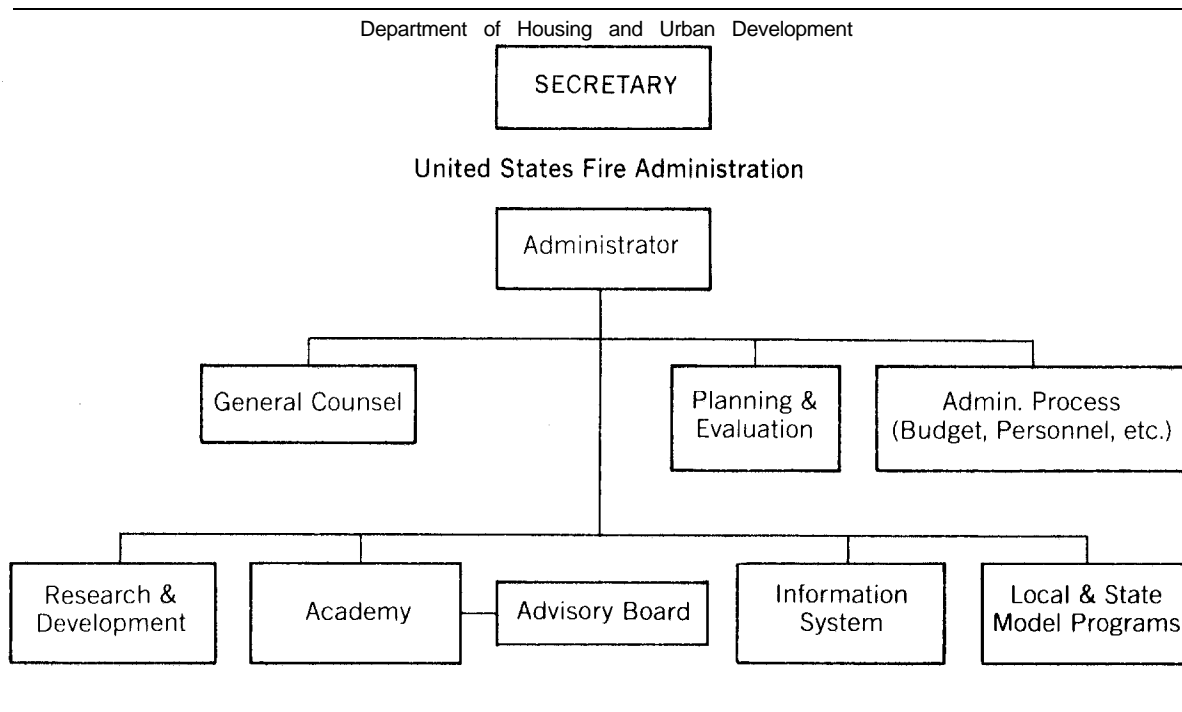 Department of Housing and Urban Development
SECRETARY
United States Fire Administration
Administrator
General Counsel
Planning &
Evaluation
Admin. Process
(Budget, Personnel, etc.)
Research &
Development
Academy
Advisory Board
Information
System
Local & State
Model Programs